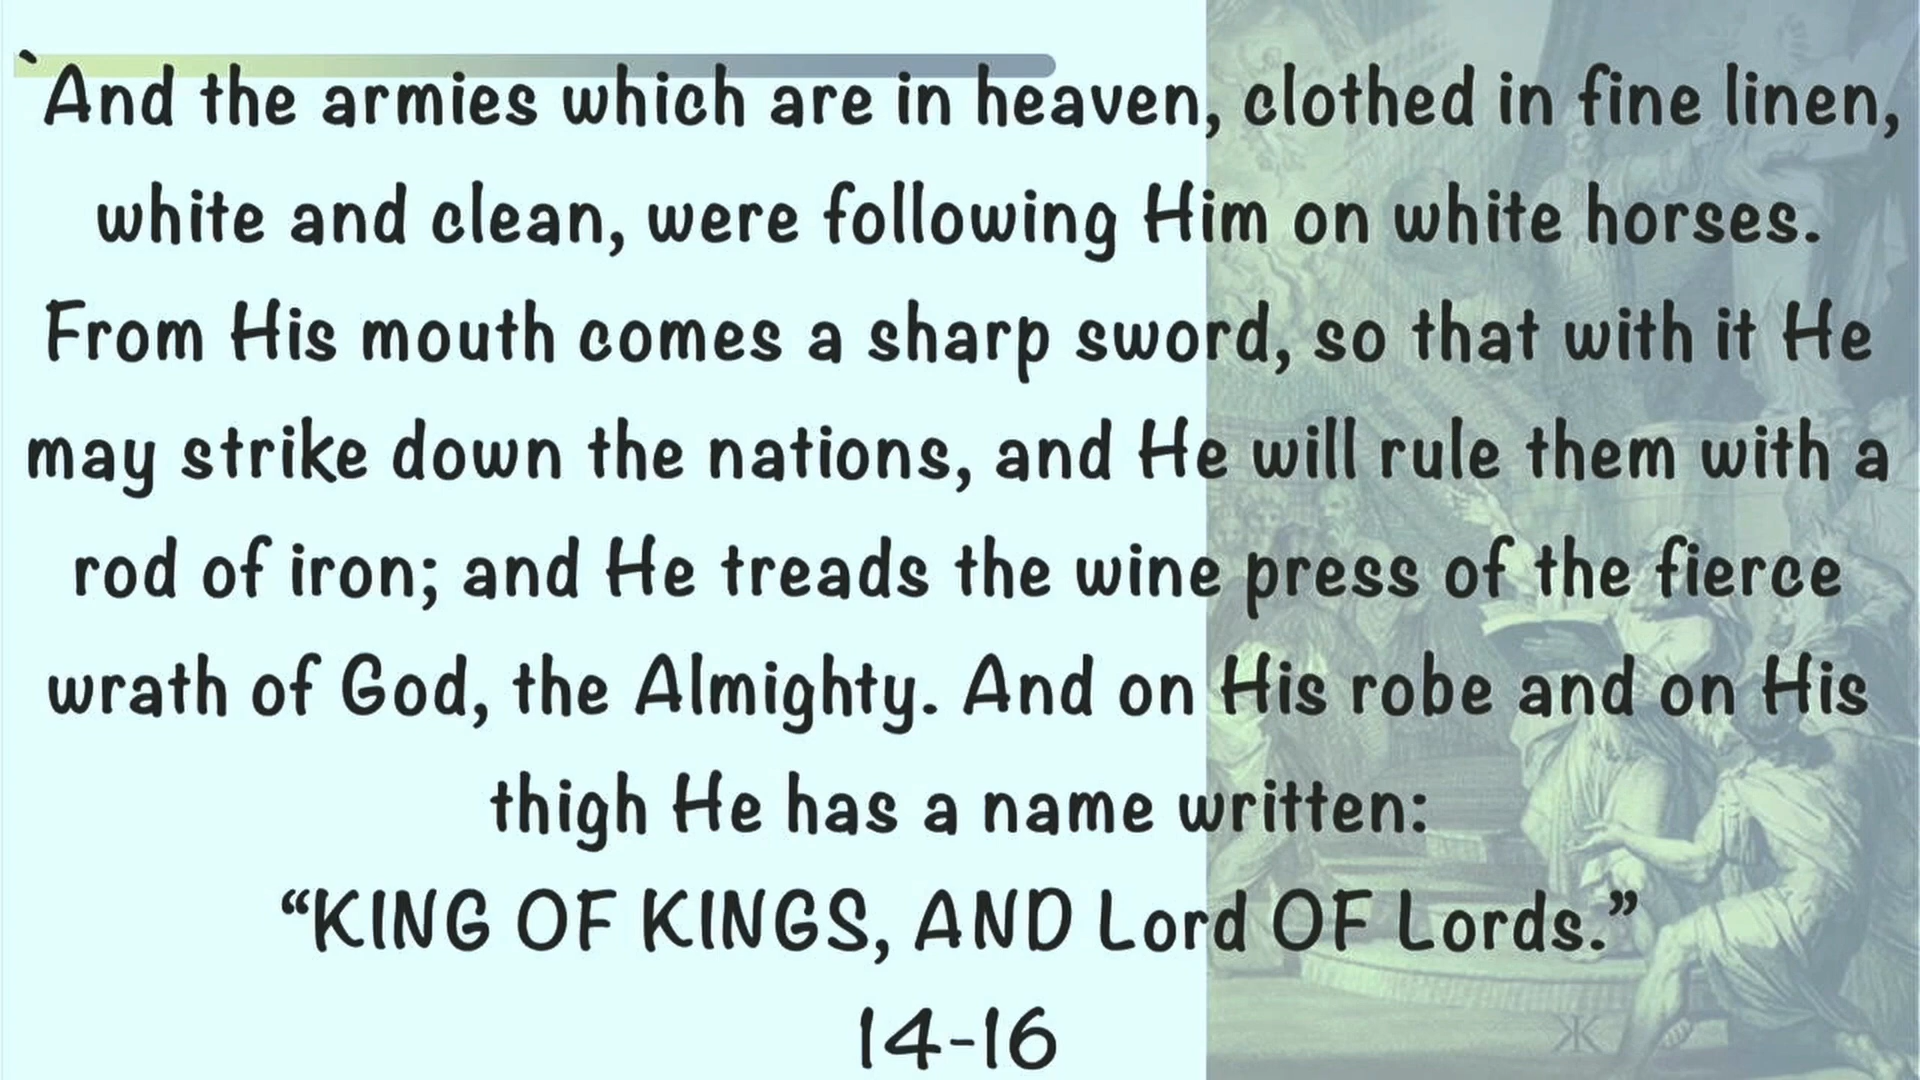 `And the armies which are in heaven, clothed in fine linen,
white and clean, were following Him on white horses.
From His mouth comes a sharp sword, so that with it He
may strike down the nations, and He will rule them with a
rod of iron; and He treads the wine press of the fierce
wrath of God, the Almighty. And on His robe and on His
thigh He has a name written:
“KING OF KINGS, AND Lord OF Lords.”
14-16